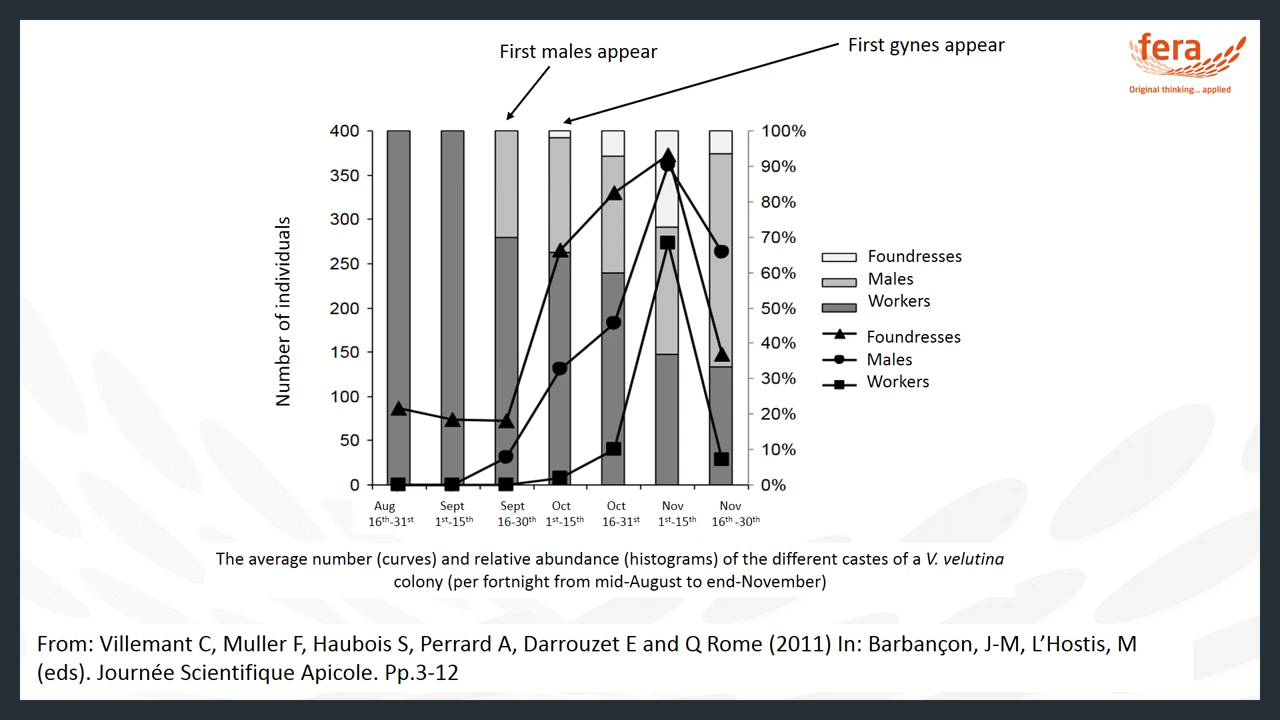 First males appear
First gynes appear
fera
Original thinking... applied
400
350
300
250
200
150
100
50
0
Number of individuals
100%
90%
80%
70%
60%
50%
40%
30%
20%
10%
0%
Foundresses
Males
Workers
Foundresses
Males
Workers
Aug 16th-31st
Sept 1st-15th
Sept 16-30th
Oct 1st-15th
Oct 16-31st
Nov 1st-15th
Nov 16th-30th
The average number (curves) and relative abundance (histograms) of the different castes of a V. velutina
colony (per fortnight from mid-August to end-November)
From: Villemant C, Muller F, Haubois S, Perrard A, Darrouzet E and Q Rome (2011) In: Barbançon, J-M, L’Hostis, M
(eds). Journée Scientifique Apicole. Pp.3-12